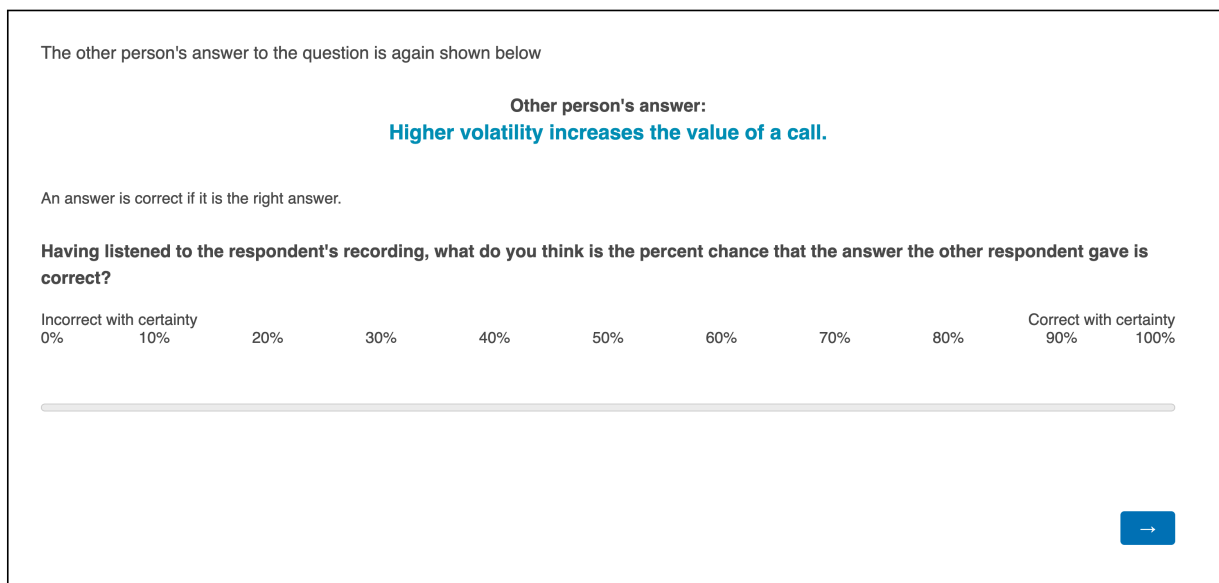 The other person's answer to the question is again shown below
Other person's answer:
Higher volatility increases the value of a call.
An answer is correct if it is the right answer.
Having listened to the respondent's recording, what do you think is the percent chance that the answer the other respondent gave is
correct?
Incorrect with certainty Correct with certainty
0% 10% 20% 30% 40% 50% 60% 70% 80% 90% 100%
→